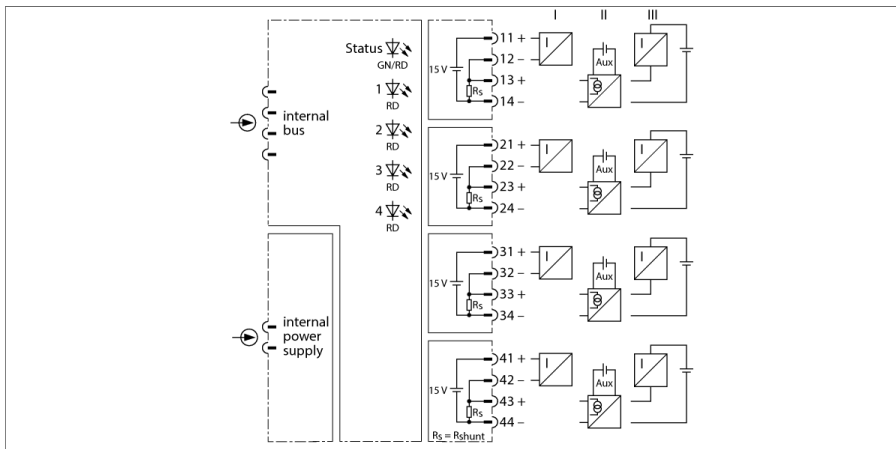 I II III
Status
GN/RD
1
RD
2
RD
3
RD
4
RD
internal
bus
internal
power
supply
15 V
Rs
11 +
12 –
13 +
14 –
I
Aux
I
15 V
Rs
21 +
22 –
23 +
24 –
I
Aux
I
15 V
Rs
31 +
32 –
33 +
34 –
I
Aux
I
15 V
Rs
41 +
42 –
43 +
44 –
I
Aux
I
Rs = Rshunt